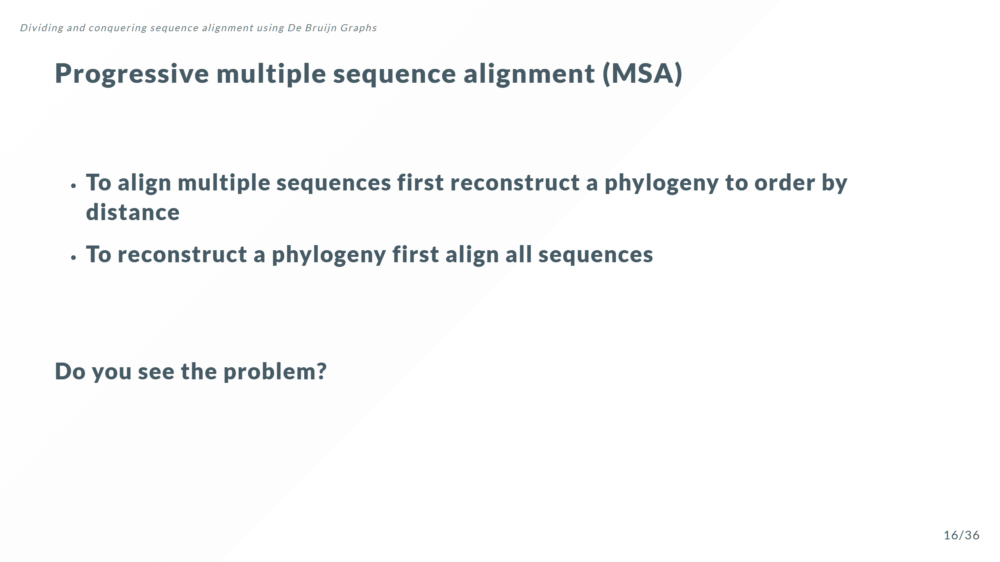 Dividing and conquering sequence alignment using De Bruijn Graphs
Progressive multiple sequence alignment (MSA)
• To align multiple sequences first reconstruct a phylogeny to order by
distance
• To reconstruct a phylogeny first align all sequences
Do you see the problem?
16/36